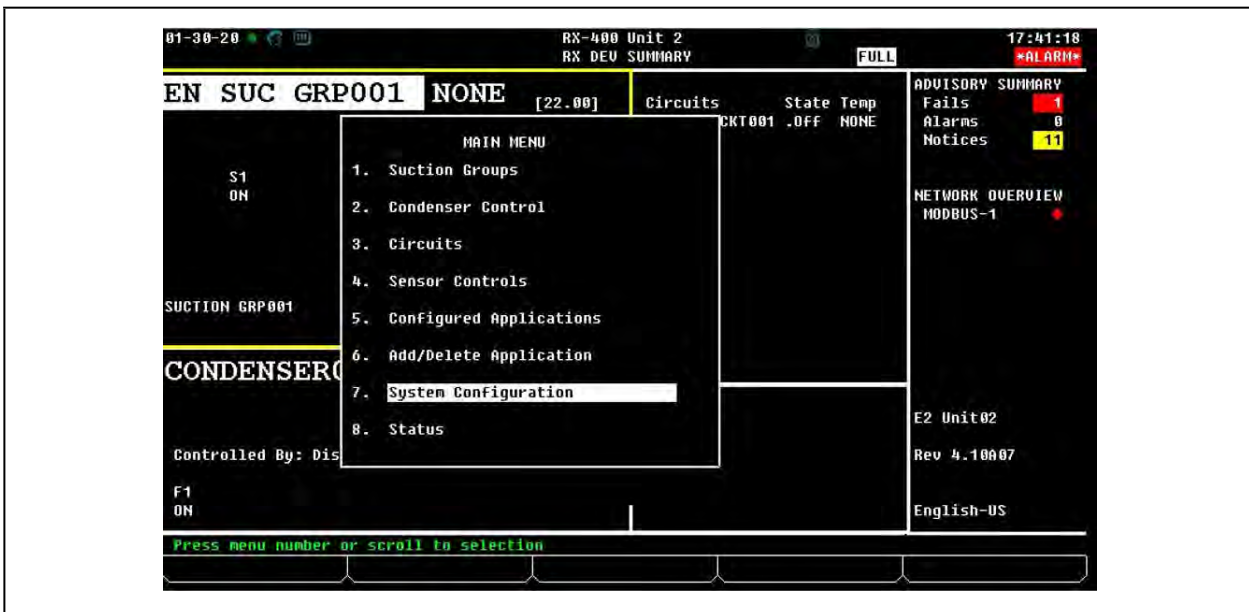 01-30-20 RX-400 Unit 2 17:41:18
RX DEV SUMMARY FULL *ALARM*
EN SUC GRP001 NONE [22.00]
Circuits State Temp
CKT001 .Off NONE
S1
ON
SUCTION GRP001
CONDENSER
Controlled By: Dis
F1
ON
MAIN MENU
1. Suction Groups
2. Condenser Control
3. Circuits
4. Sensor Controls
5. Configured Applications
6. Add/Delete Application
7. System Configuration
8. Status
ADVISORY SUMMARY
Fails 1
Alarms 0
Notices 11
NETWORK OVERVIEW
MODBUS-1
E2 Unit02
Rev 4.10A07
English-US
Press menu number or scroll to selection